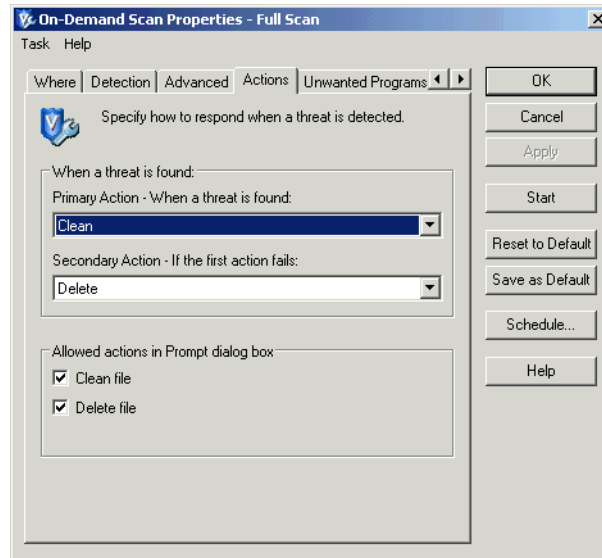 On-Demand Scan Properties - Full Scan
Task Help
Where Detection Advanced Actions Unwanted Programs
Specify how to respond when a threat is detected.
When a threat is found:
Primary Action - When a threat is found:
Clean
Secondary Action - If the first action fails:
Delete
Allowed actions in Prompt dialog box
Clean file
Delete file
OK
Cancel
Apply
Start
Reset to Default
Save as Default
Schedule...
Help